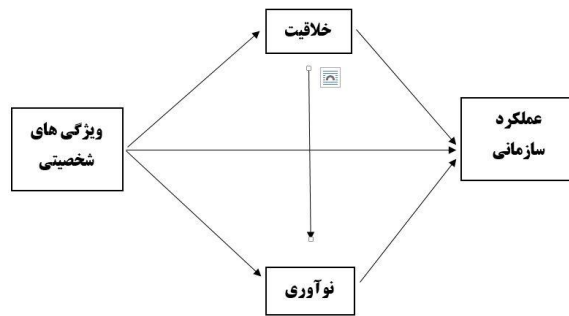 خلاقیت
ویژگی های
شخصیتی
عملکرد
سازمانی
نوآوری